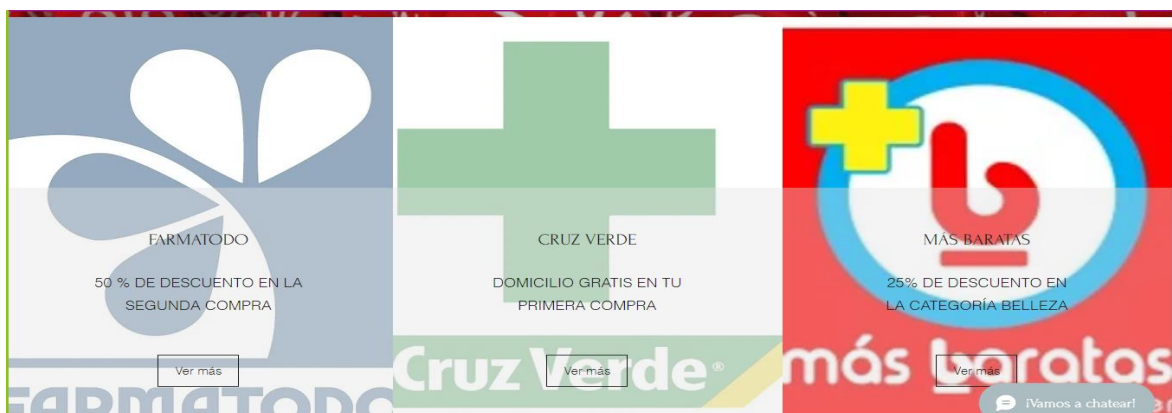 FARMATODO
50 % DE DESCUENTO EN LA
SEGUNDA COMPRA
Ver más
FARMATODO
CRUZ VERDE
DOMICILIO GRATIS EN TU
PRIMERA COMPRA
Ver más
Cruz Verde®
MÁS BARATAS
25% DE DESCUENTO EN
LA CATEGORÍA BELLEZA
Ver más
b
más baratas
¡Vamos a chatear!